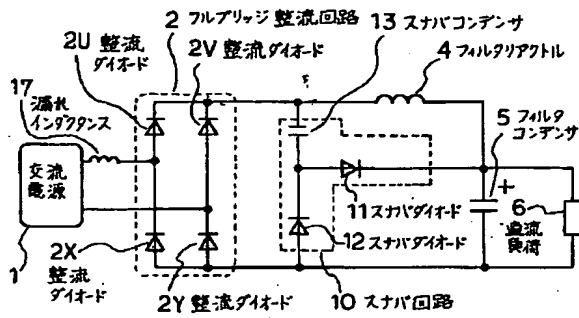 2 フルブリッジ整流回路
13 スナバコンデンサ
2U 整流
ダイオード
2V 整流
ダイオード
4 フィルタリアクトル
17
漏れ
インダクタンス
5 フィルタ
コンデンサ
+
交流
電源
1
11 スナバダイオード
6
直流
負荷
12 スナバダイオード
2X
整流
ダイオード
2Y 整流ダイオード
10 スナバ回路